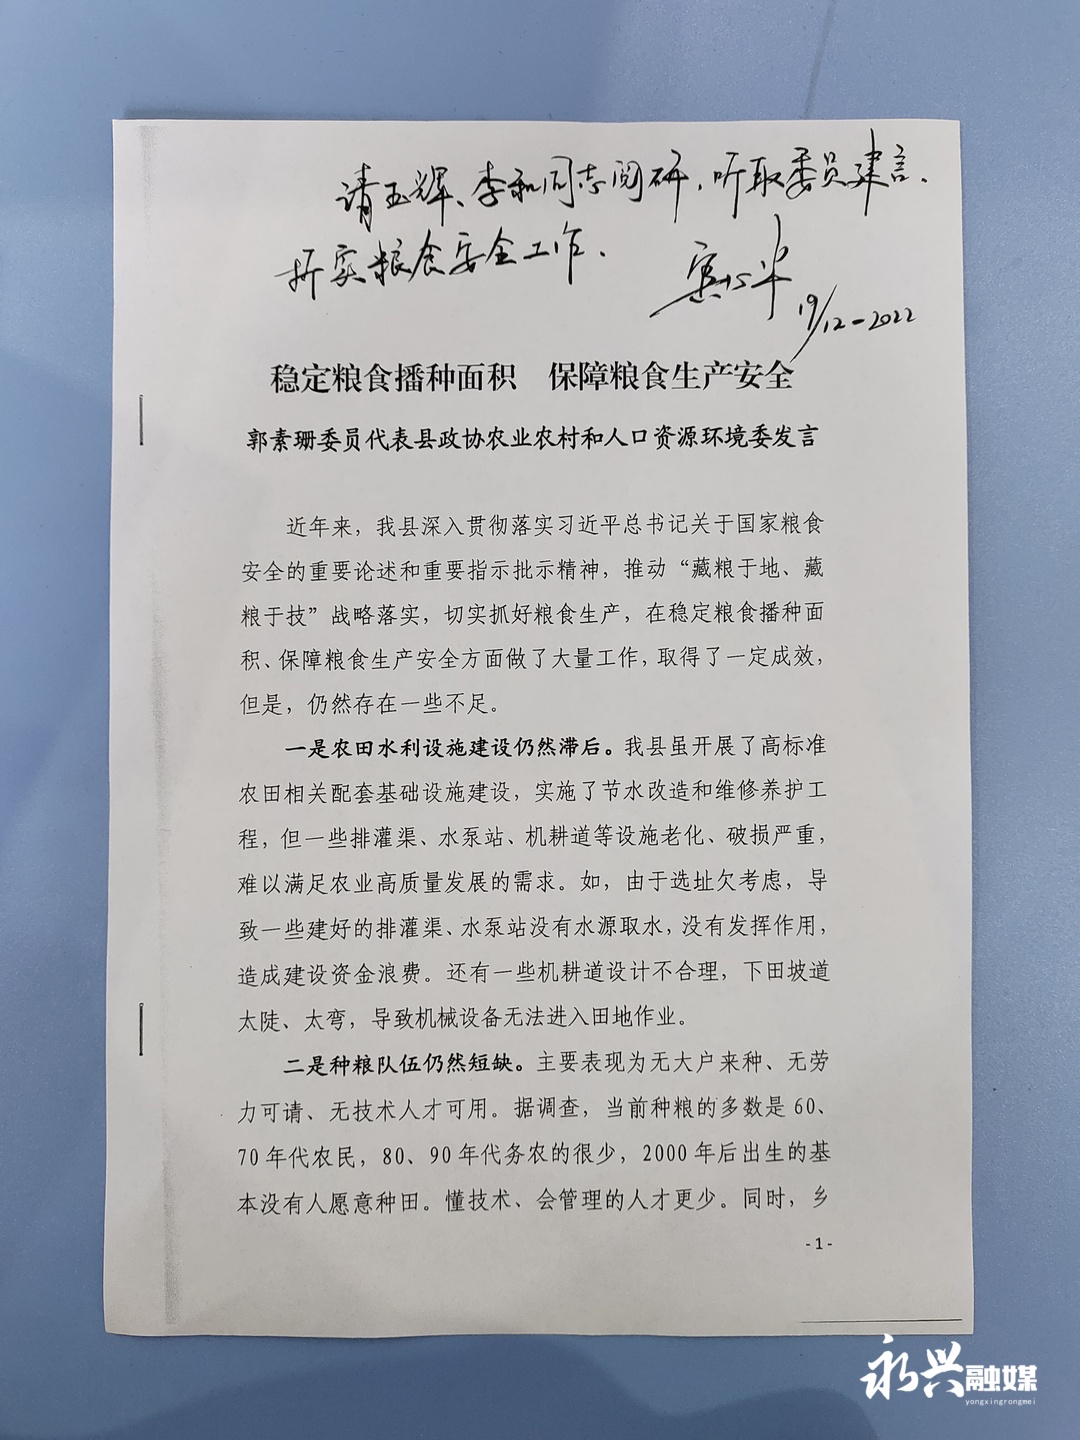 请玉辉、李和同志阅研，听取委员建言，
抓实粮食安全工作.
19/12-2022
稳定粮食播种面积 保障粮食生产安全
郭素珊委员代表县政协农业农村和人口资源环境委发言
近年来，我县深入贯彻落实习近平总书记关于国家粮食
安全的重要论述和重要指示批示精神，推动“藏粮于地、藏
粮于技”战略落实，切实抓好粮食生产，在稳定粮食播种面
积、保障粮食生产安全方面做了大量工作，取得了一定成效，
但是，仍然存在一些不足。
一是农田水利设施建设仍然滞后。我县虽开展了高标准
农田相关配套基础设施建设，实施了节水改造和维修养护工
程，但一些排灌渠、水泵站、机耕道等设施老化、破损严重，
难以满足农业高质量发展的需求。如，由于选址欠考虑，导
致一些建好的排灌渠、水泵站没有水源取水，没有发挥作用，
造成建设资金浪费。还有一些机耕道设计不合理，下田坡道
太陡、太弯，导致机械设备无法进入田地作业。
二是种粮队伍仍然短缺。主要表现为无大户来种、无劳
力可请、无技术人才可用。据调查，当前种粮的多数是60、
70年代农民，80、90年代务农的很少，2000年后出生的基
本没有人愿意种田。懂技术、会管理的人才更少。同时，乡
-1-
永兴融媒
yongxingrongmei